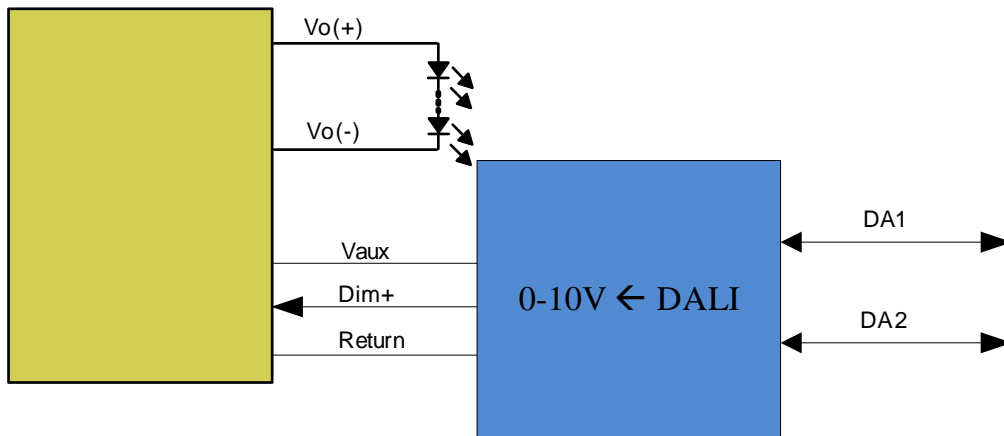 Vo(+)
Vo(-)
Vaux
Dim+
Return
0-10V ← DALI
DA1
DA2